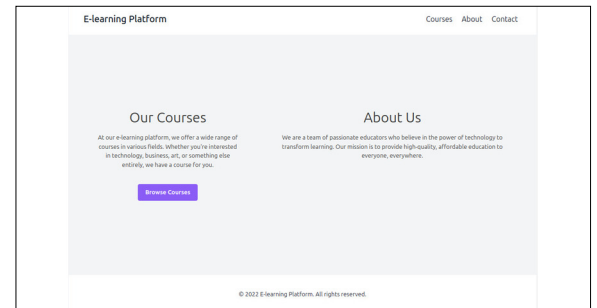 E-learning Platform
Courses About Contact
Our Courses
At our e-learning platform, we offer a wide range of
courses in various fields. Whether you're interested
in technology, business, art, or something else
entirely, we have a course for you.
Browse Courses
About Us
We are a team of passionate educators who believe in the power of technology to
transform learning. Our mission is to provide high-quality, affordable education to
everyone, everywhere.
© 2022 E-learning Platform. All rights reserved.